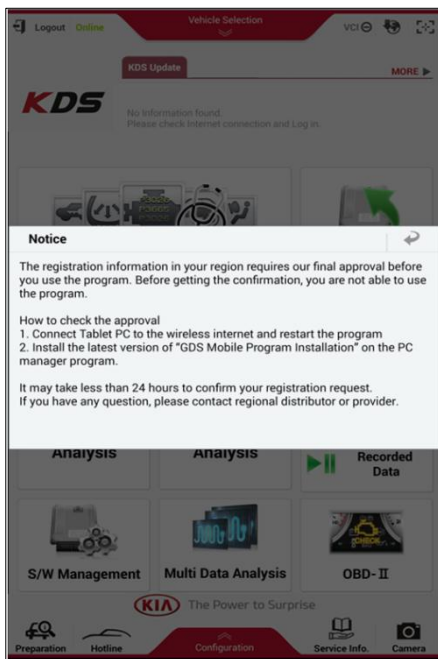 Logout Online
Vehicle Selection
VCI
KDS Update
MORE
KDS
No Information found
Please check Internet connection and Log in.
Notice
The registration information in your region requires our final approval before
you use the program. Before getting the confirmation, you are not able to use
the program.
How to check the approval
1. Connect Tablet PC to the wireless internet and restart the program
2. Install the latest version of "GDS Mobile Program Installation" on the PC
manager program.
It may take less than 24 hours to confirm your registration request.
If you have any question, please contact regional distributor or provider.
Analysis
Analysis
Recorded
Data
S/W Management
Multi Data Analysis
CHECK
OBD-II
KIA The Power to Surprise
Preparation
Hotline
Configuration
Service Info.
Camera